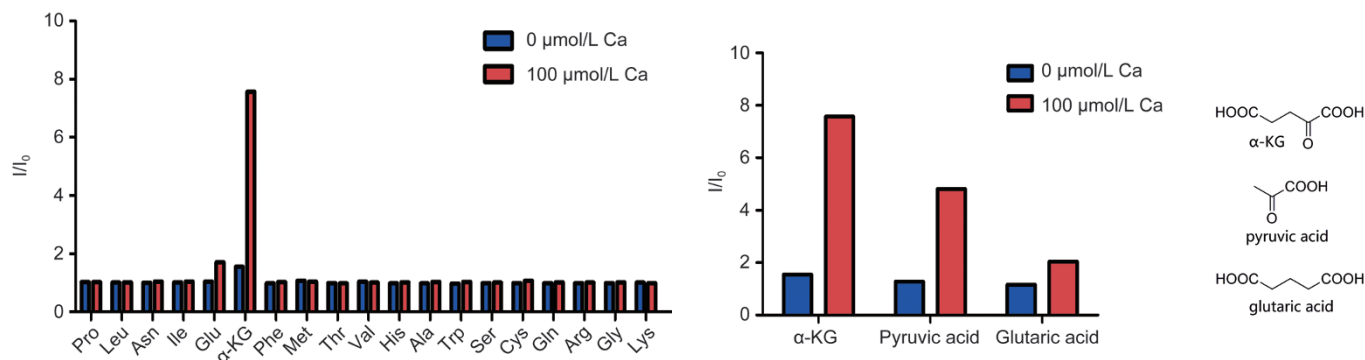 10
8
6
4
2
0
I/I₀
0 µmol/L Ca
100 µmol/L Ca
Pro
Leu
Asn
Ile
Glu
α-KG
Phe
Met
Thr
Val
His
Ala
Trp
Ser
Cys
Gln
Arg
Gly
Lys
10
8
6
4
2
0
I/I₀
0 µmol/L Ca
100 µmol/L Ca
α-KG
Pyruvic acid
Glutaric acid
HOOC COOH
O
α-KG
COOH
O
pyruvic acid
HOOC COOH
glutaric acid